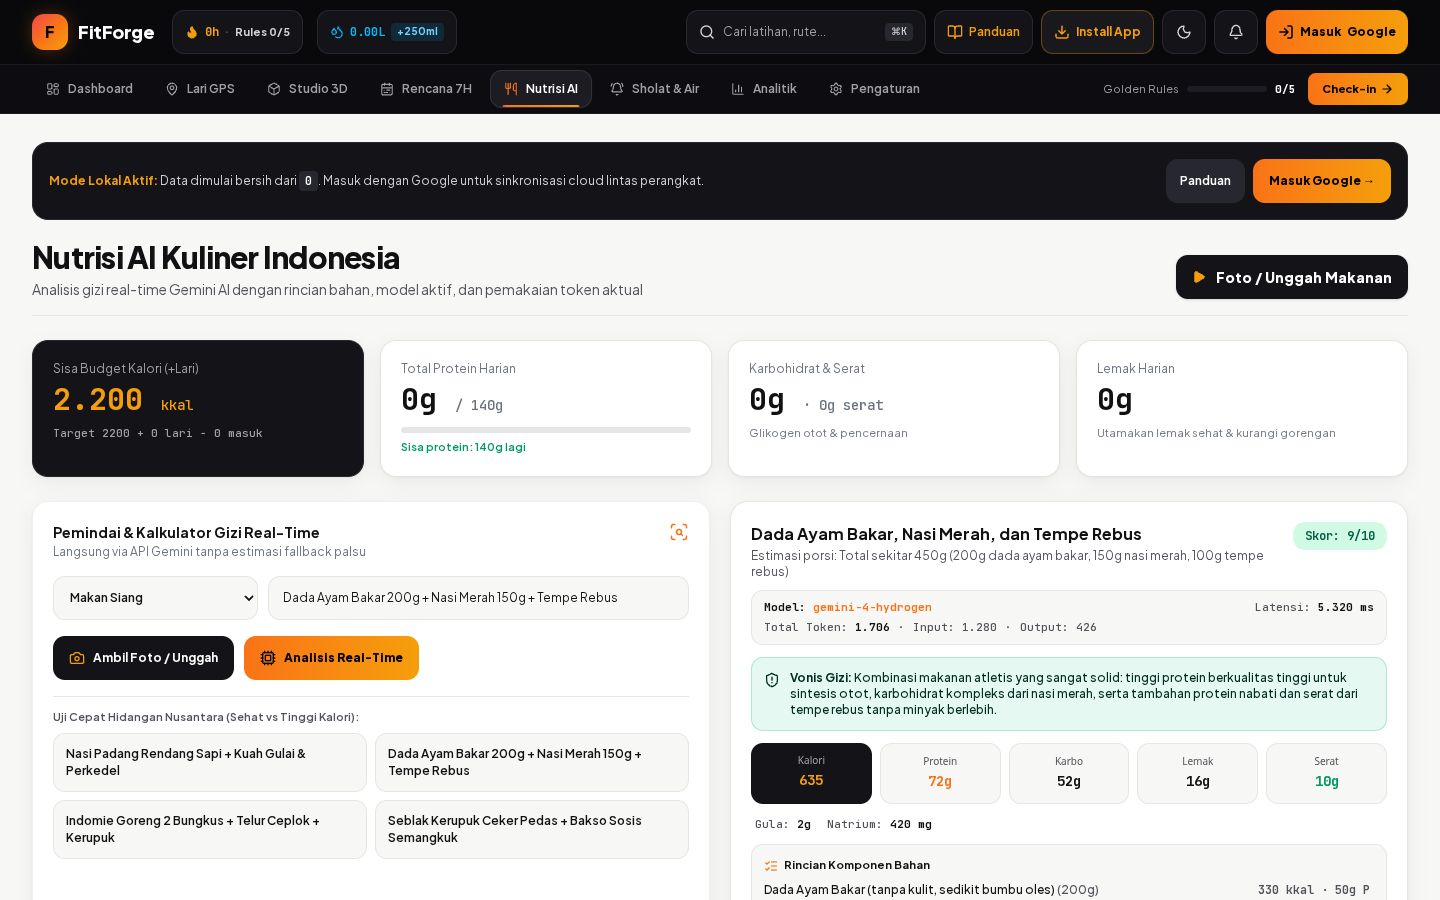 F FitForge 0h · Rules 0/5 0.00L +250ml Cari latihan, rute... ⌘K Panduan Install App Masuk Google
Dashboard Lari GPS Studio 3D Rencana 7H Nutrisi AI Sholat & Air Analitik Pengaturan Golden Rules 0/5 Check-in →
Mode Lokal Aktif: Data dimulai bersih dari 0. Masuk dengan Google untuk sinkronisasi cloud lintas perangkat. Panduan Masuk Google →
Nutrisi AI Kuliner Indonesia
Analisis gizi real-time Gemini AI dengan rincian bahan, model aktif, dan pemakaian token aktual
Foto / Unggah Makanan
Sisa Budget Kalori (+Lari)
2.200 kkal
Target 2200 + 0 lari - 0 masuk
Total Protein Harian
0g / 140g
Sisa protein: 140g lagi
Karbohidrat & Serat
0g · 0g serat
Glikogen otot & pencernaan
Lemak Harian
0g
Utamakan lemak sehat & kurangi gorengan
Pemindai & Kalkulator Gizi Real-Time
Langsung via API Gemini tanpa estimasi fallback palsu
Makan Siang Dada Ayam Bakar 200g + Nasi Merah 150g + Tempe Rebus
Ambil Foto / Unggah Analisis Real-Time
Uji Cepat Hidangan Nusantara (Sehat vs Tinggi Kalori):
Nasi Padang Rendang Sapi + Kuah Gulai &
Perkedel
Dada Ayam Bakar 200g + Nasi Merah 150g +
Tempe Rebus
Indomie Goreng 2 Bungkus + Telur Ceplok +
Kerupuk
Seblak Kerupuk Ceker Pedas + Bakso Sosis
Semangkuk
Dada Ayam Bakar, Nasi Merah, dan Tempe Rebus
Skor: 9/10
Estimasi porsi: Total sekitar 450g (200g dada ayam bakar, 150g nasi merah, 100g tempe
rebus)
Model: gemini-4-hydrogen Latensi: 5.320 ms
Total Token: 1.706 · Input: 1.280 · Output: 426
Vonis Gizi: Kombinasi makanan atletis yang sangat solid: tinggi protein berkualitas tinggi untuk
sintesis otot, karbohidrat kompleks dari nasi merah, serta tambahan protein nabati dan serat dari
tempe rebus tanpa minyak berlebih.
Kalori Protein Karbo Lemak Serat
635 72g 52g 16g 10g
Gula: 2g Natrium: 420 mg
Rincian Komponen Bahan
Dada Ayam Bakar (tanpa kulit, sedikit bumbu oles) (200g) 330 kkal · 50g P